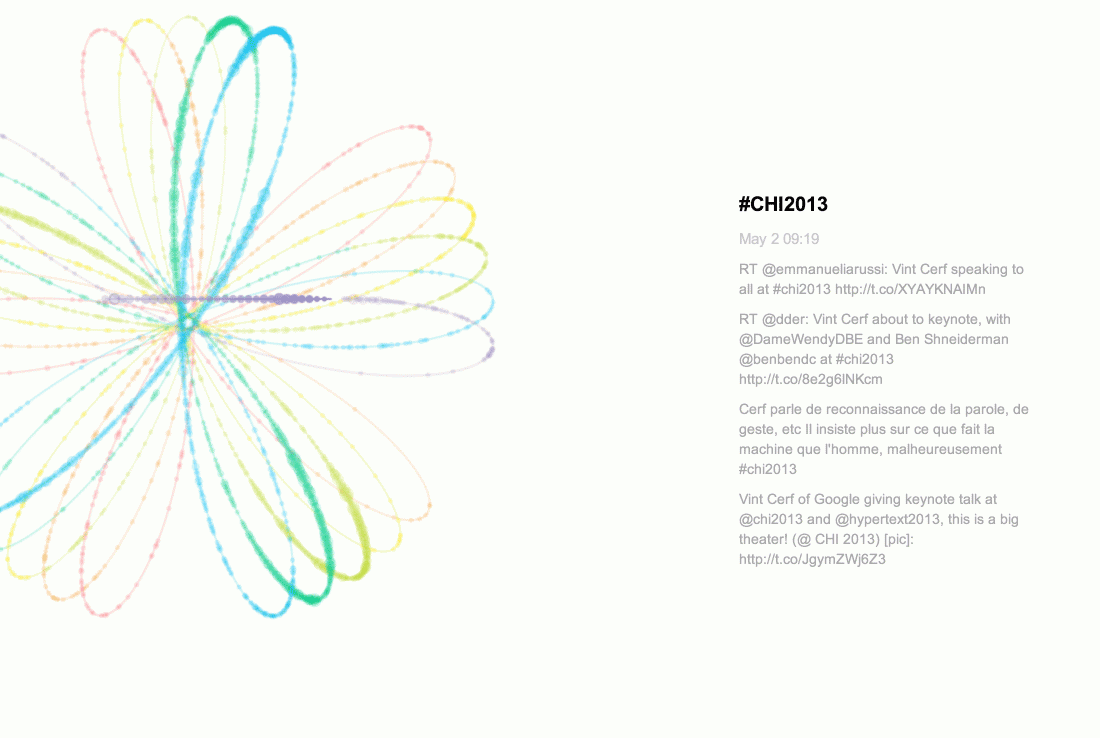 #CHI2013
May 2 09:19
RT @emmanueliarussi: Vint Cerf speaking to
all at #chi2013 http://t.co/XYAYKNAIMn
RT @dder: Vint Cerf about to keynote, with
@DameWendyDBE and Ben Shneiderman
@benbendc at #chi2013
http://t.co/8e2g6lNKcm
Cerf parle de reconnaissance de la parole, de
geste, etc Il insiste plus sur ce que fait la
machine que l'homme, malheureusement
#chi2013
Vint Cerf of Google giving keynote talk at
@chi2013 and @hypertext2013, this is a big
theater! (@ CHI 2013) [pic]:
http://t.co/JgymZWj6Z3